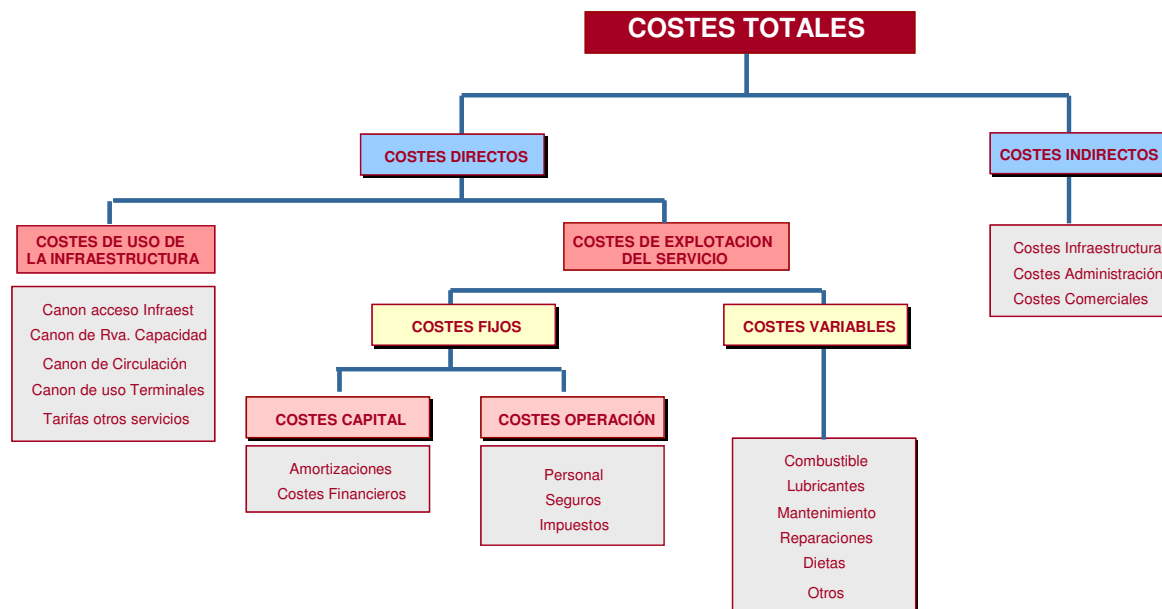 COSTES TOTALES
COSTES DIRECTOS
COSTES INDIRECTOS
COSTES DE USO DE
LA INFRAESTRUCTURA
COSTES DE EXPLOTACION
DEL SERVICIO
Costes Infraestructura
Costes Administración
Costes Comerciales
Canon acceso Infraest
Canon de Rva. Capacidad
Canon de Circulación
Canon de uso Terminales
Tarifas otros servicios
COSTES FIJOS
COSTES VARIABLES
COSTES CAPITAL
COSTES OPERACIÓN
Amortizaciones
Costes Financieros
Personal
Seguros
Impuestos
Combustible
Lubricantes
Mantenimiento
Reparaciones
Dietas
Otros